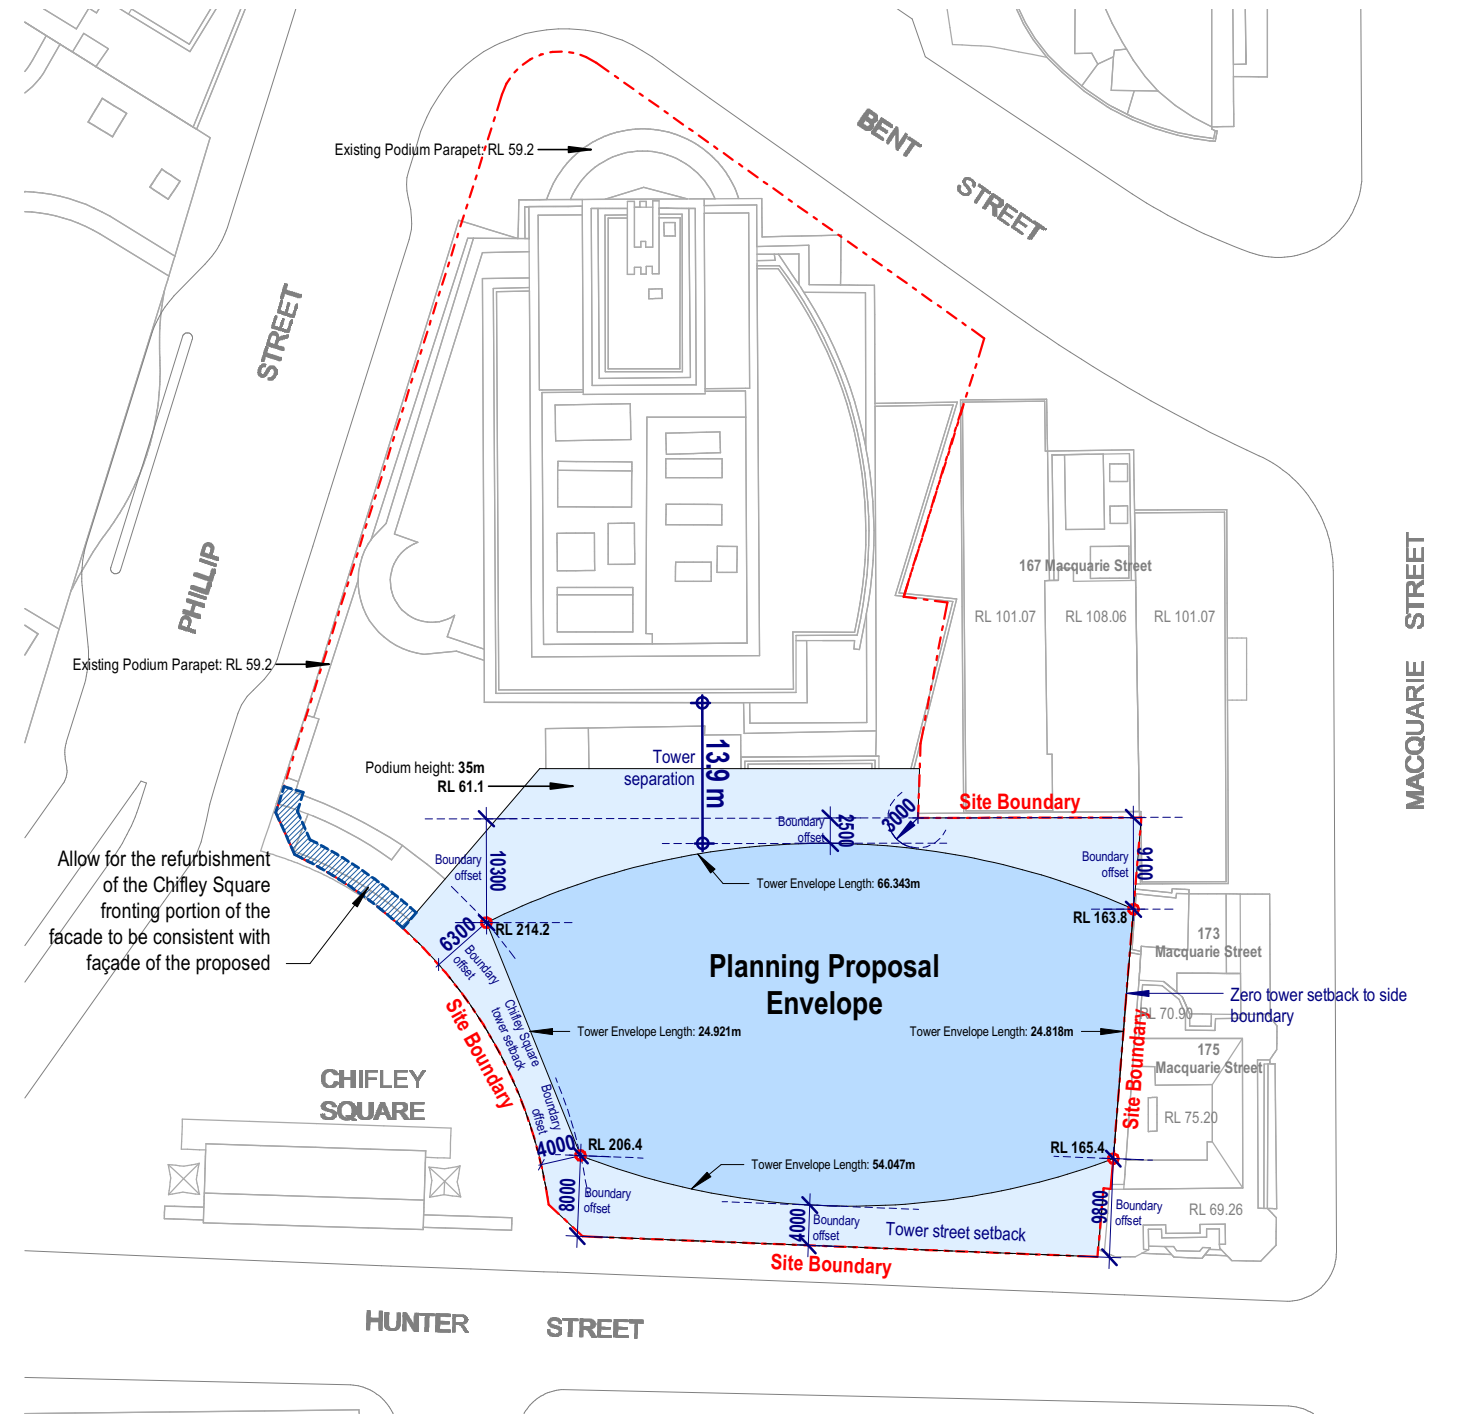 BENT
STREET
Existing Podium Parapet: RL 59.2
STREET
PHILLIP
MACQUARIE STREET
167 Macquarie Street
RL 101.07
RL 108.06
RL 101.07
Existing Podium Parapet: RL 59.2
Tower
separation
13.9 m
Podium height: 35m
RL 61.1
Site Boundary
3000
Boundary
offset
2500
Boundary
offset
10300
Boundary
offset
9100
Allow for the refurbishment
of the Chifley Square
fronting portion of the
facade to be consistent with
façade of the proposed
Tower Envelope Length: 66.343m
RL 214.2
RL 163.8
6300
Boundary
offset
173
Macquarie Street
Planning Proposal
Envelope
Zero tower setback to side
boundary
RL 70.90
Site Boundary
Chifley Square
tower setback
Tower Envelope Length: 24.921m
Tower Envelope Length: 24.818m
175
Macquarie Street
Site Boundary
CHIFLEY
SQUARE
Boundary
offset
RL 75.20
4000
RL 206.4
RL 165.4
Tower Envelope Length: 54.047m
8000
Boundary
offset
4000
Boundary
offset
Tower street setback
9800
Boundary
offset
RL 69.26
Site Boundary
HUNTER STREET